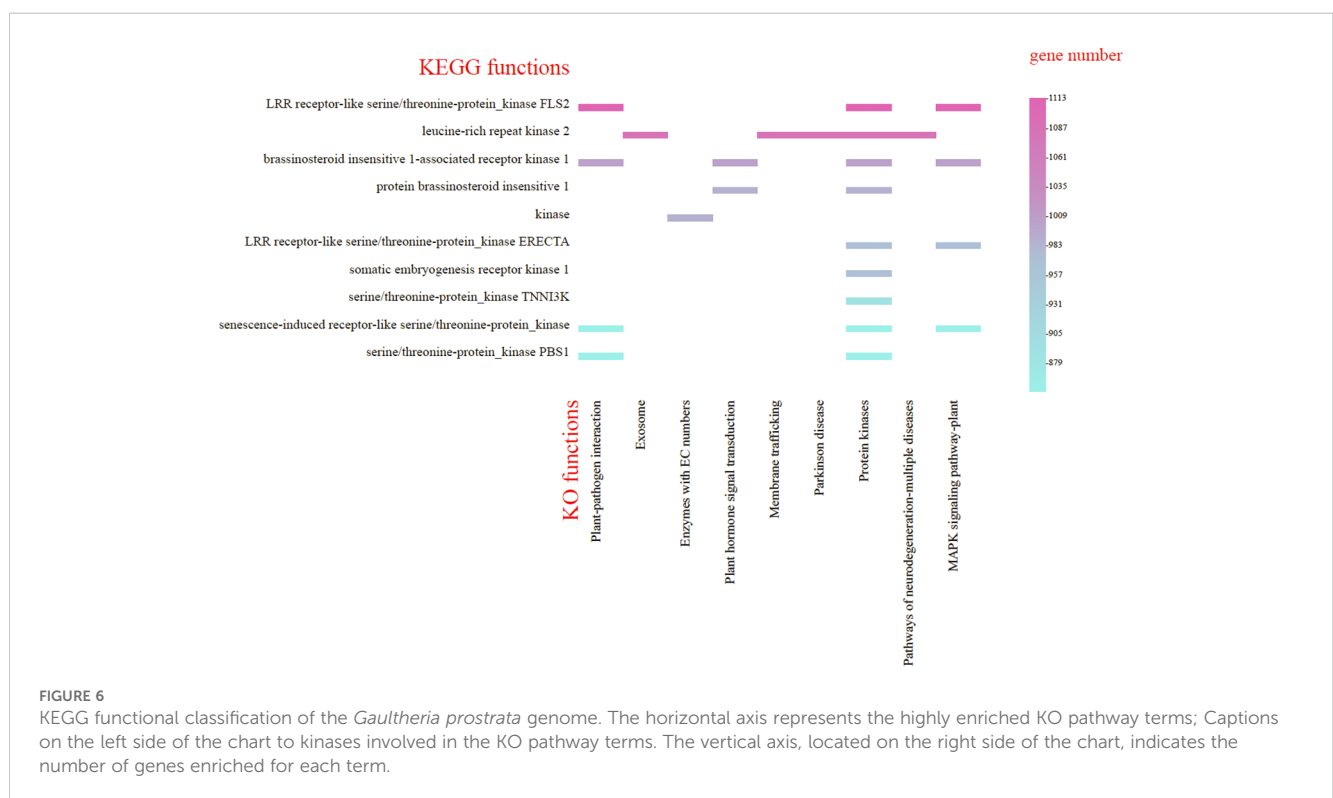 KEGG functions
gene number
LRR receptor-like serine/threonine-protein_kinase FLS2
leucine-rich repeat kinase 2
brassinosteroid insensitive 1-associated receptor kinase 1
protein brassinosteroid insensitive 1
kinase
LRR receptor-like serine/threonine-protein_kinase ERECTA
somatic embryogenesis receptor kinase 1
serine/threonine-protein_kinase TNNI3K
senescence-induced receptor-like serine/threonine-protein_kinase
serine/threonine-protein_kinase PBS1
1113
1087
1061
1035
1009
983
957
931
905
879
KO functions
Plant-pathogen interaction
Exosome
Enzymes with EC numbers
Plant hormone signal transduction
Membrane trafficking
Parkinson disease
Protein kinases
Pathways of neurodegeneration-multiple diseases
MAPK signaling pathway-plant
FIGURE 6
KEGG functional classification of the Gaultheria prostrata genome. The horizontal axis represents the highly enriched KO pathway terms; Captions
on the left side of the chart to kinases involved in the KO pathway terms. The vertical axis, located on the right side of the chart, indicates the
number of genes enriched for each term.